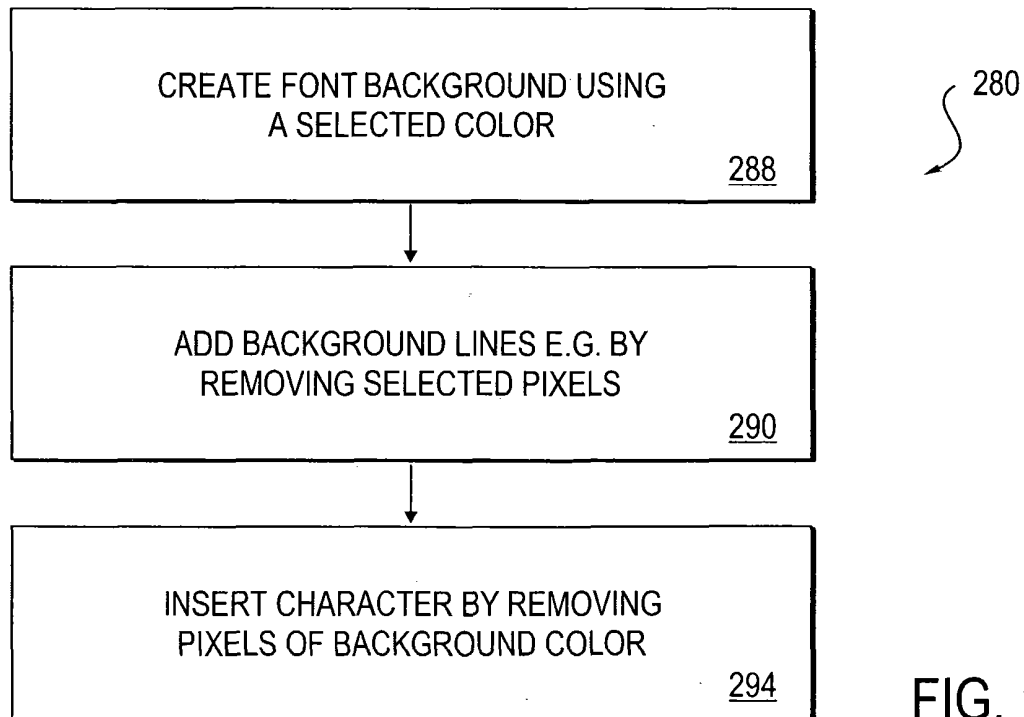 CREATE FONT BACKGROUND USING
A SELECTED COLOR
288
280
ADD BACKGROUND LINES E.G. BY
REMOVING SELECTED PIXELS
290
INSERT CHARACTER BY REMOVING
PIXELS OF BACKGROUND COLOR
294
FIG.